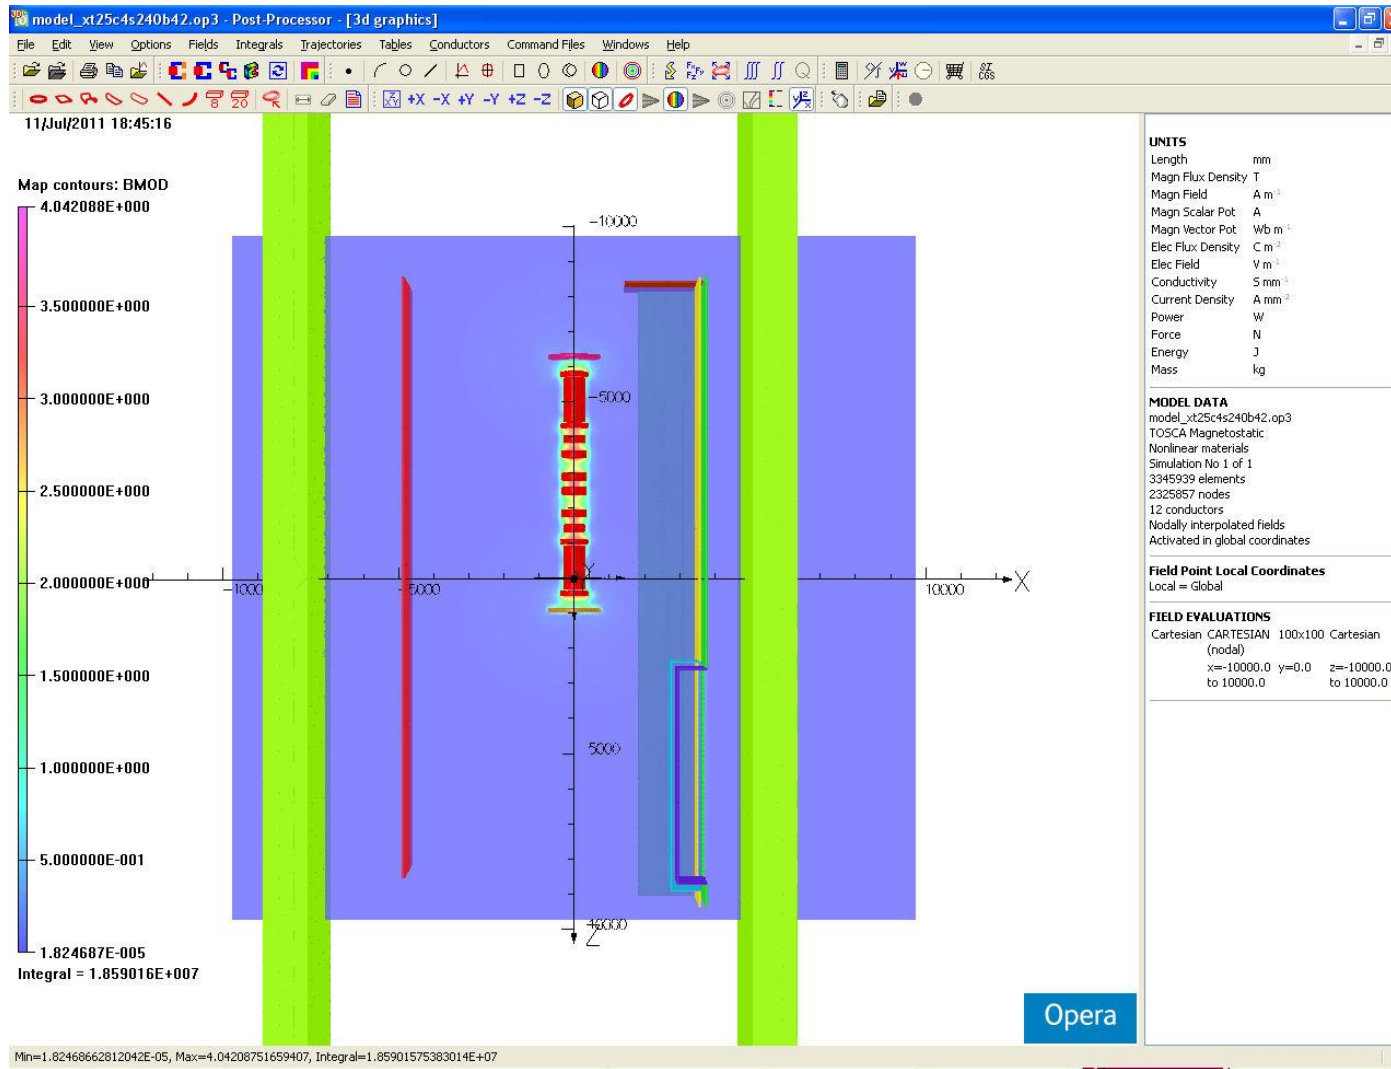 model_xt25c4s240b42.op3 - Post-Processor - [3d graphics]
File Edit View Options Fields Integrals Trajectories Tables Conductors Command Files Windows Help
+X -X +Y -Y +Z -Z
11/Jul/2011 18:45:16
Map contours: BMOD
4.042088E+000
3.500000E+000
3.000000E+000
2.500000E+000
2.000000E+000
1.500000E+000
1.000000E+000
5.000000E-001
1.824687E-005
Integral = 1.859016E+007
-10000
-5000
-5000
10000
X
5000
Z
Opera
UNITS
Length mm
Magn Flux Density T
Magn Field A m⁻¹
Magn Scalar Pot A
Magn Vector Pot Wb m⁻¹
Elec Flux Density C m⁻²
Elec Field V m⁻¹
Conductivity S mm⁻¹
Current Density A mm⁻²
Power W
Force N
Energy J
Mass kg
MODEL DATA
model_xt25c4s240b42.op3
TOSCA Magnetostatic
Nonlinear materials
Simulation No 1 of 1
3345939 elements
2325857 nodes
12 conductors
Nodally interpolated fields
Activated in global coordinates
Field Point Local Coordinates
Local = Global
FIELD EVALUATIONS
Cartesian CARTESIAN 100x100 Cartesian
(nodal)
x=-10000.0 y=0.0 z=-10000.0
to 10000.0 to 10000.0
Min=1.82468662812042E-05, Max=4.04208751659407, Integral=1.85901575383014E+07